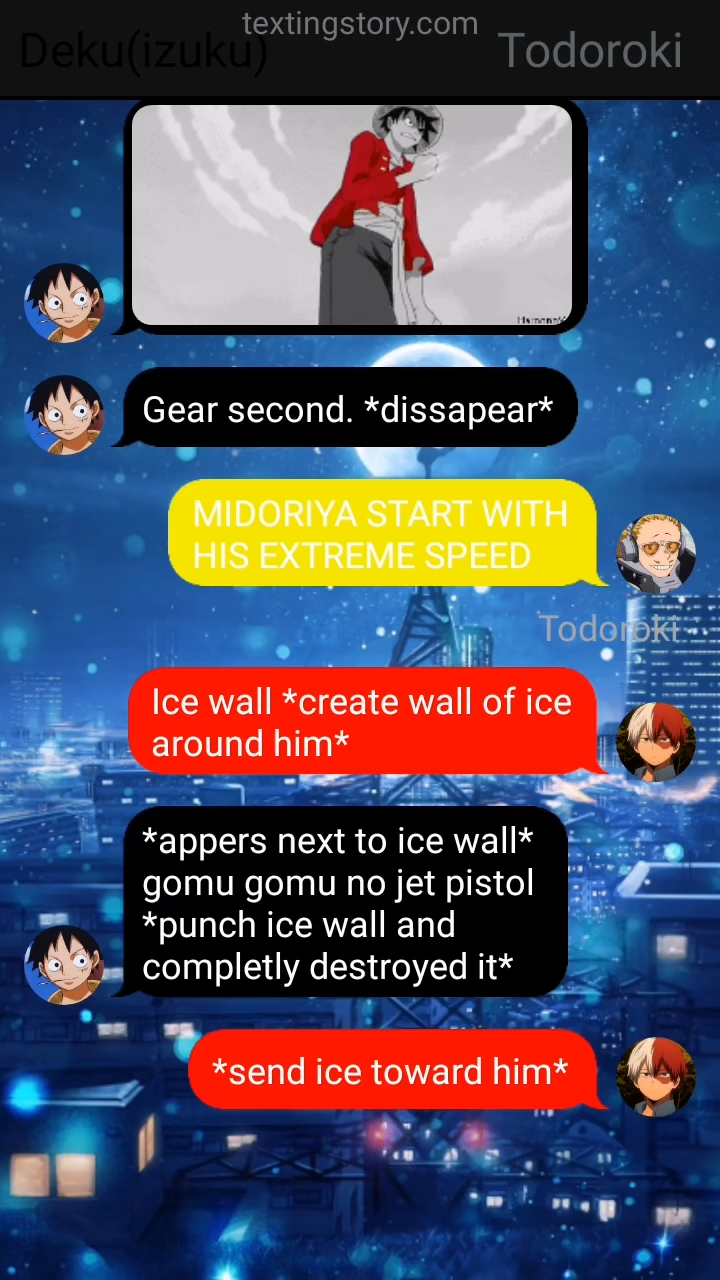 textingstory.com
Deku(izuku)
Todoroki
Gear second. *dissapear*
MIDORIYA START WITH
HIS EXTREME SPEED
Todoroki
Ice wall *create wall of ice
around him*
*appers next to ice wall*
gomu gomu no jet pistol
*punch ice wall and
completly destroyed it*
*send ice toward him*